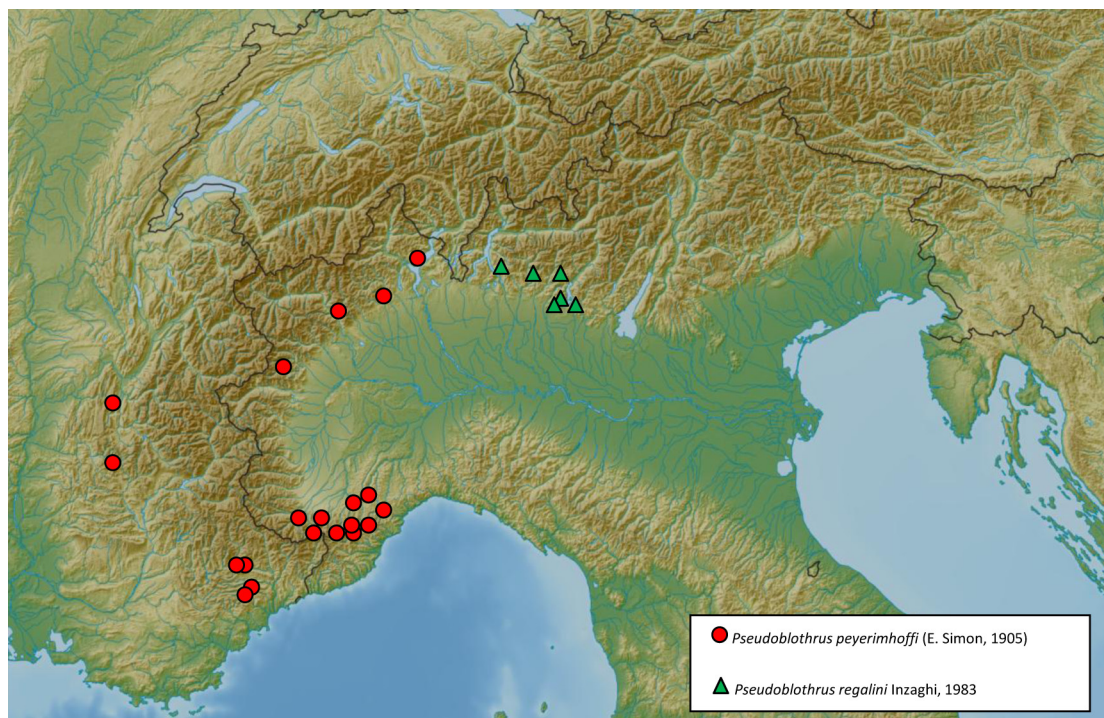 Pseudoblothrus peyerimhoffi (E. Simon, 1905)
Pseudoblothrus regalini Inzaghi, 1983